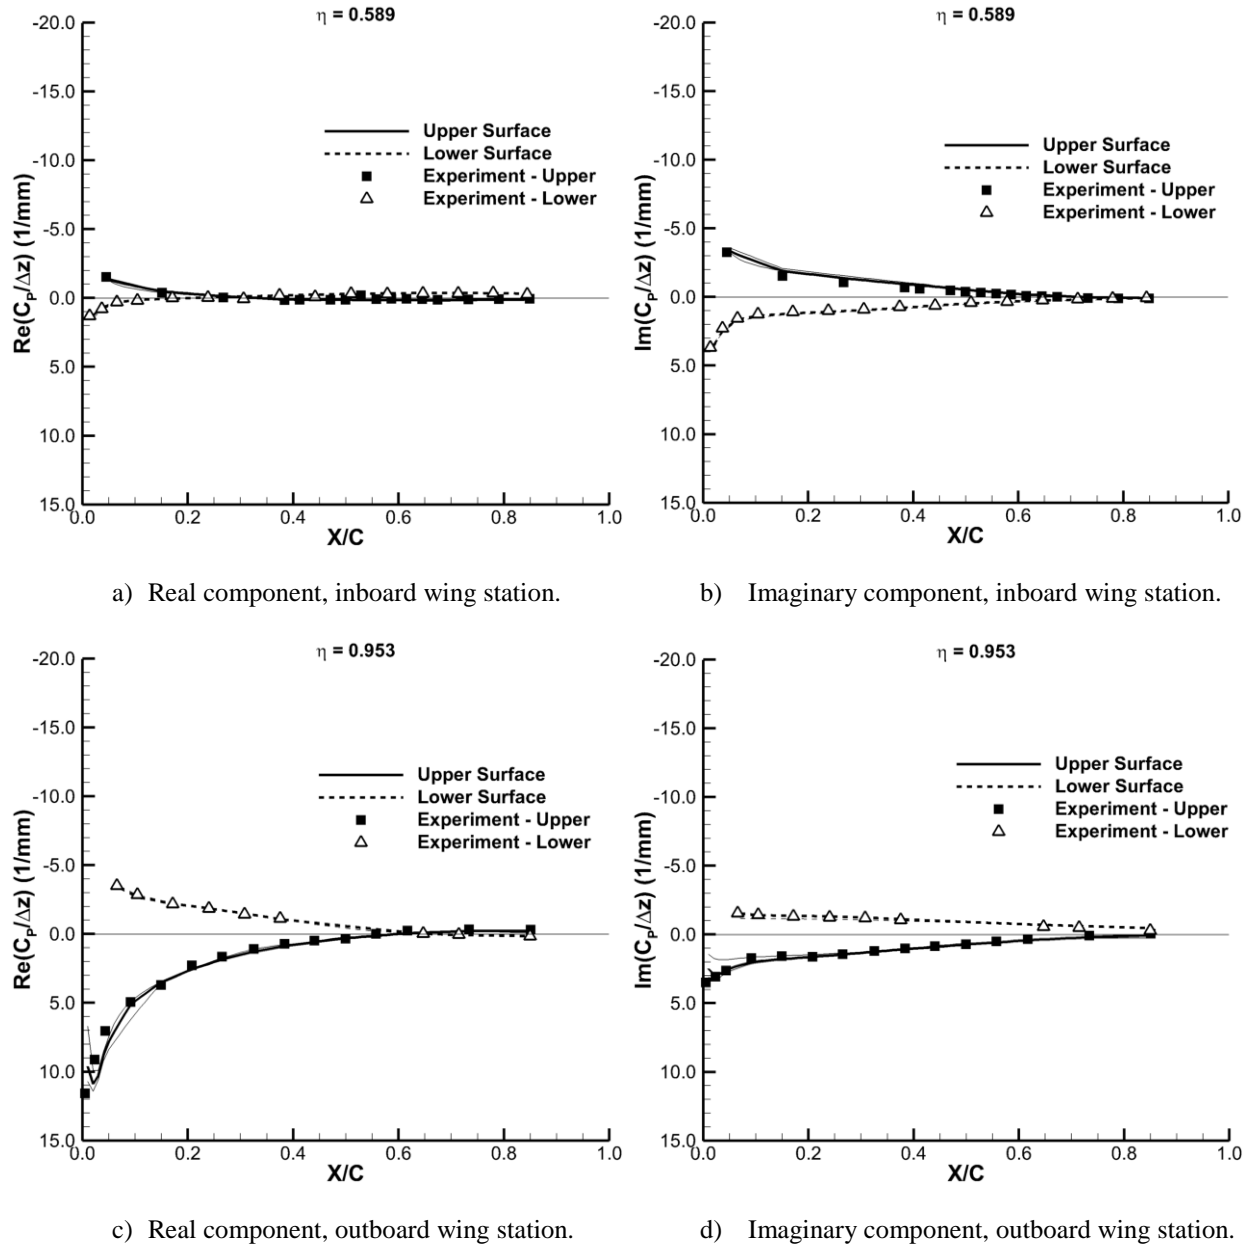 η = 0.589
-20.0
-15.0
-10.0
-5.0
0.0
5.0
10.0
15.0
Re(C_P/Δz) (1/mm)
Upper Surface
Lower Surface
Experiment - Upper
Experiment - Lower
0.0 0.2 0.4 0.6 0.8 1.0
X/C
a) Real component, inboard wing station.
η = 0.589
-20.0
-15.0
-10.0
-5.0
0.0
5.0
10.0
15.0
Im(C_P/Δz) (1/mm)
Upper Surface
Lower Surface
Experiment - Upper
Experiment - Lower
0.0 0.2 0.4 0.6 0.8 1.0
X/C
b) Imaginary component, inboard wing station.
η = 0.953
-20.0
-15.0
-10.0
-5.0
0.0
5.0
10.0
15.0
Re(C_P/Δz) (1/mm)
Upper Surface
Lower Surface
Experiment - Upper
Experiment - Lower
0.0 0.2 0.4 0.6 0.8 1.0
X/C
c) Real component, outboard wing station.
η = 0.953
-20.0
-15.0
-10.0
-5.0
0.0
5.0
10.0
15.0
Im(C_P/Δz) (1/mm)
Upper Surface
Lower Surface
Experiment - Upper
Experiment - Lower
0.0 0.2 0.4 0.6 0.8 1.0
X/C
d) Imaginary component, outboard wing station.